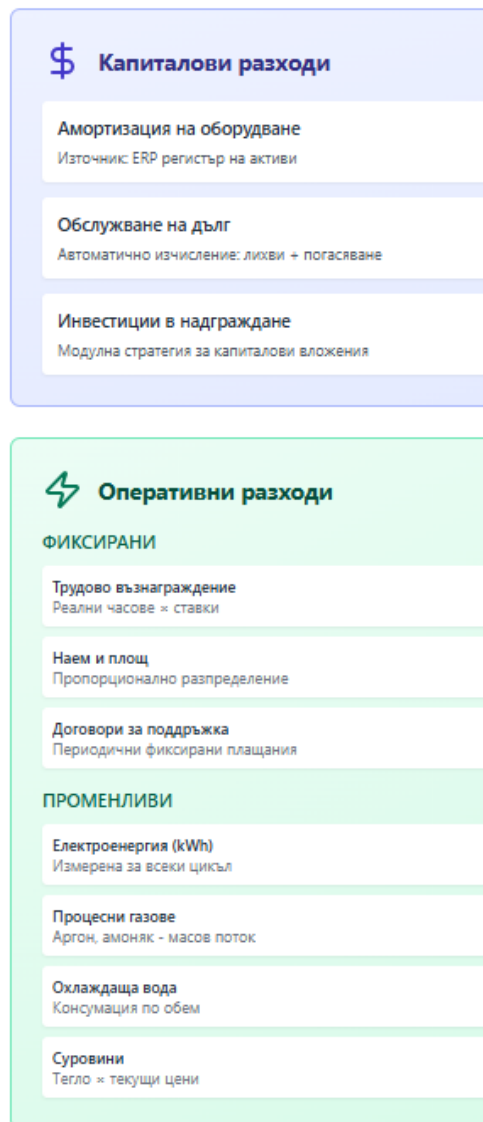 Капиталови разходи
Амортизация на оборудване
Източник: ERP регистър на активи
Обслужване на дълг
Автоматично изчисление: лихви + погасяване
Инвестиции в надграждане
Модулна стратегия за капиталови вложения
Оперативни разходи
ФИКСИРАНИ
Трудово възнаграждение
Реални часове × ставки
Наем и площ
Пропорционално разпределение
Договори за поддръжка
Периодични фиксирани плащания
ПРОМЕНЛИВИ
Електроенергия (kWh)
Измерена за всеки цикъл
Процесни газове
Аргон, амоняк - масов поток
Охлаждаща вода
Консумация по обем
Суровини
Тегло × текущи цени